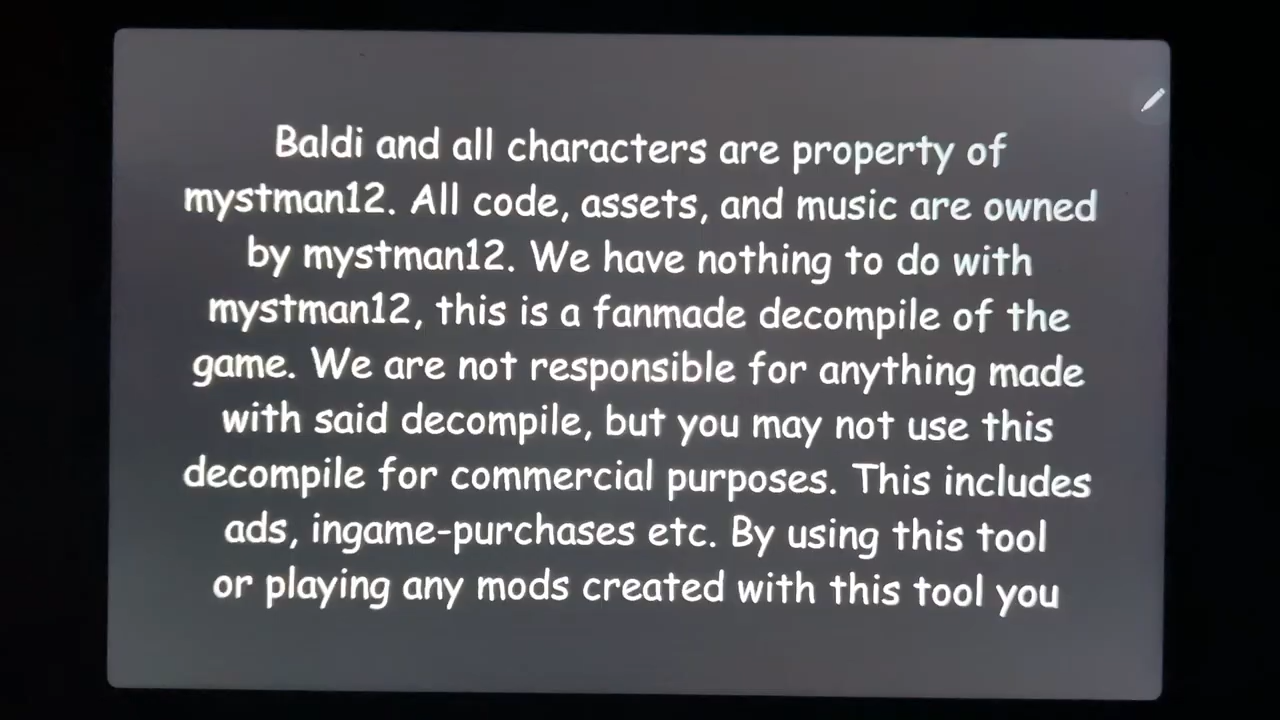 Baldi and all characters are property of
mystman12. All code, assets, and music are owned
by mystman12. We have nothing to do with
mystman12, this is a fanmade decompile of the
game. We are not responsible for anything made
with said decompile, but you may not use this
decompile for commercial purposes. This includes
ads, ingame-purchases etc. By using this tool
or playing any mods created with this tool you